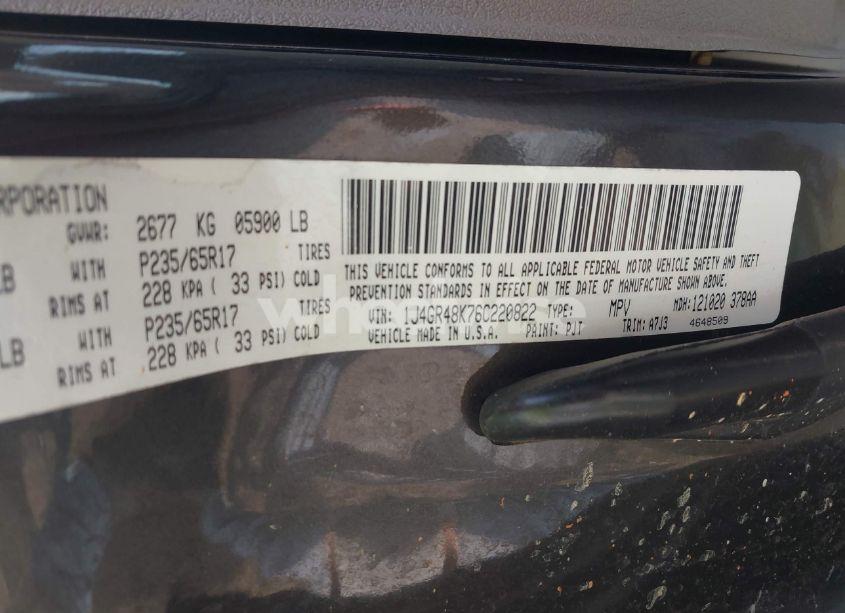 RPORATION
GVWR: 2677 KG 05900 LB
LB WITH P235/65R17 TIRES
RIMS AT 228 KPA ( 33 PSI) COLD
WITH P235/65R17 TIRES
LB RIMS AT 228 KPA ( 33 PSI) COLD
THIS VEHICLE CONFORMS TO ALL APPLICABLE FEDERAL MOTOR VEHICLE SAFETY AND THEFT
PREVENTION STANDARDS IN EFFECT ON THE DATE OF MANUFACTURE SHOWN ABOVE.
VIN: 1J4GR48K76C220822 TYPE: MPV MDH: 121020 378AA
VEHICLE MADE IN U.S.A. PAINT: PJT TRIM: A7J3 4648509